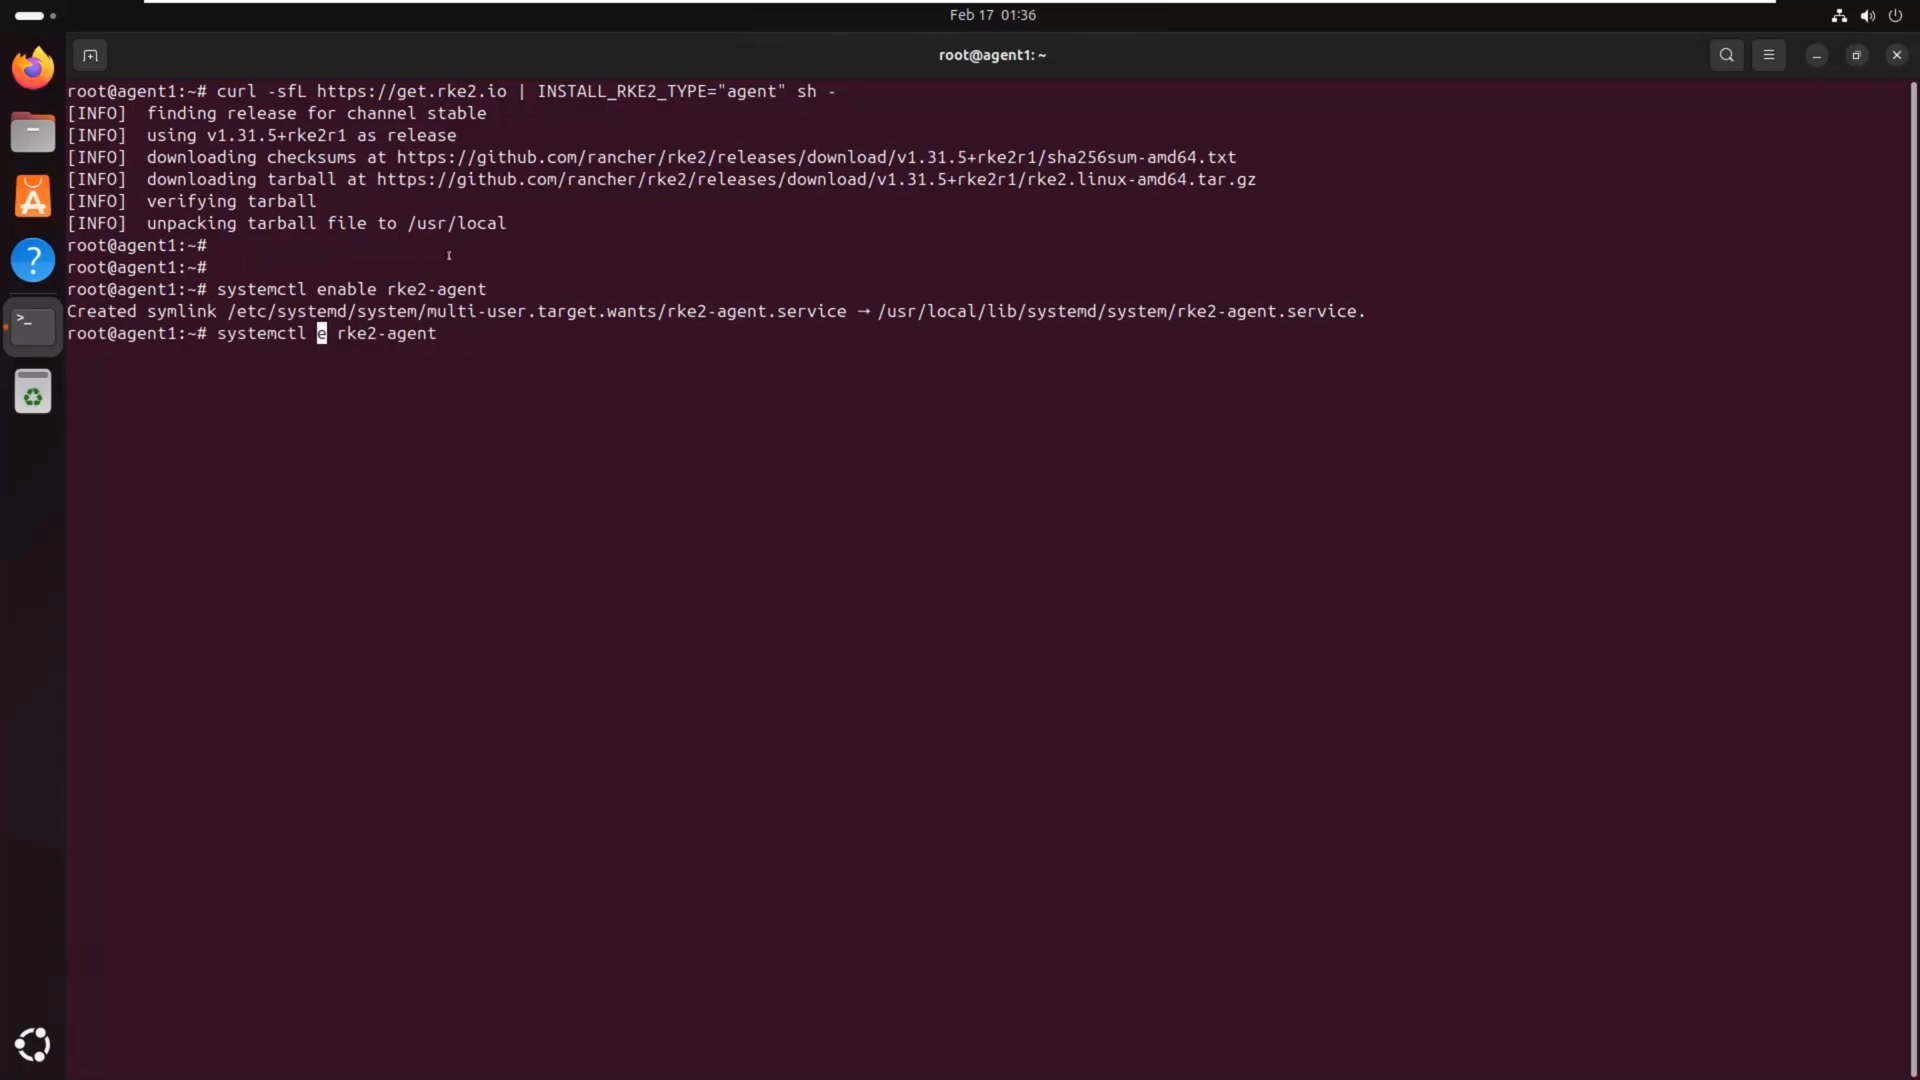 Feb 17 01:36
root@agent1: ~
root@agent1:~# curl -sfL https://get.rke2.io | INSTALL_RKE2_TYPE="agent" sh -
[INFO]  finding release for channel stable
[INFO]  using v1.31.5+rke2r1 as release
[INFO]  downloading checksums at https://github.com/rancher/rke2/releases/download/v1.31.5+rke2r1/sha256sum-amd64.txt
[INFO]  downloading tarball at https://github.com/rancher/rke2/releases/download/v1.31.5+rke2r1/rke2.linux-amd64.tar.gz
[INFO]  verifying tarball
[INFO]  unpacking tarball file to /usr/local
root@agent1:~#
root@agent1:~#
root@agent1:~# systemctl enable rke2-agent
Created symlink /etc/systemd/system/multi-user.target.wants/rke2-agent.service → /usr/local/lib/systemd/system/rke2-agent.service.
root@agent1:~# systemctl e rke2-agent